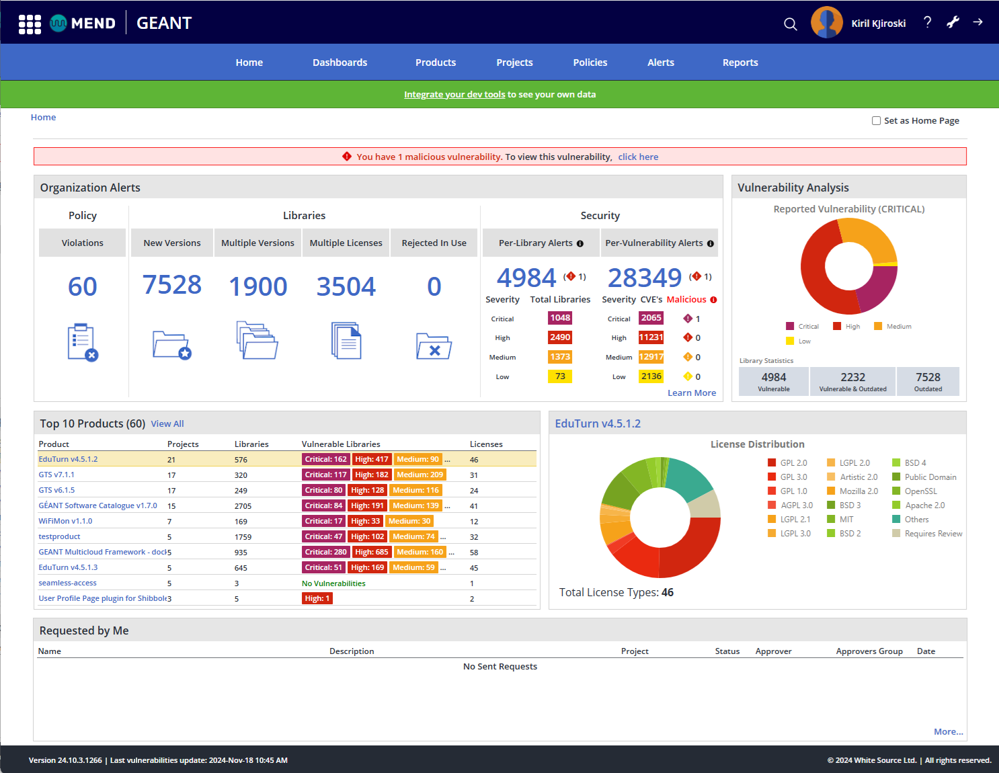 MEND GEANT Kiril KJiroski ?
Home Dashboards Products Projects Policies Alerts Reports
Integrate your dev tools to see your own data
Home
Set as Home Page
You have 1 malicious vulnerability. To view this vulnerability, click here
Organization Alerts
Policy Libraries Security
Violations New Versions Multiple Versions Multiple Licenses Rejected In Use Per-Library Alerts Per-Vulnerability Alerts
60 7528 1900 3504 0 4984 ( 1) 28349 ( 1)
Severity Total Libraries Severity CVE's Malicious
Critical 1048 Critical 2065 1
High 2490 High 11231 0
Medium 1373 Medium 12917 0
Low 73 Low 2136 0
Learn More
Vulnerability Analysis
Reported Vulnerability (CRITICAL)
Critical High Medium
Low
Library Statistics
4984 2232 7528
Vulnerable Vulnerable & Outdated Outdated
Top 10 Products (60) View All
Product Projects Libraries Vulnerable Libraries Licenses
EduTurn v4.5.1.2 21 576 Critical: 162 High: 417 Medium: 90 ... 46
GTS v7.1.1 17 320 Critical: 117 High: 182 Medium: 209 31
GTS v6.1.5 17 249 Critical: 80 High: 128 Medium: 116 24
GÉANT Software Catalogue v1.7.0 15 2705 Critical: 84 High: 191 Medium: 139 ... 41
WiFiMon v1.1.0 7 169 Critical: 17 High: 33 Medium: 30 12
testproduct 5 1759 Critical: 47 High: 102 Medium: 74 ... 32
GEANT Multicloud Framework - dock 5 935 Critical: 280 High: 685 Medium: 160 ... 58
EduTurn v4.5.1.3 5 645 Critical: 51 High: 169 Medium: 59 ... 45
seamless-access 5 3 No Vulnerabilities 1
User Profile Page plugin for Shibbole 3 5 High: 1 2
EduTurn v4.5.1.2
License Distribution
GPL 2.0 LGPL 2.0 BSD 4
GPL 3.0 Artistic 2.0 Public Domain
GPL 1.0 Mozilla 2.0 OpenSSL
AGPL 3.0 BSD 3 Apache 2.0
LGPL 2.1 MIT Others
LGPL 3.0 BSD 2 Requires Review
Total License Types: 46
Requested by Me
Name Description Project Status Approver Approvers Group Date
No Sent Requests
More...
Version 24.10.3.1266 | Last vulnerabilities update: 2024-Nov-18 10:45 AM
© 2024 White Source Ltd. | All rights reserved.